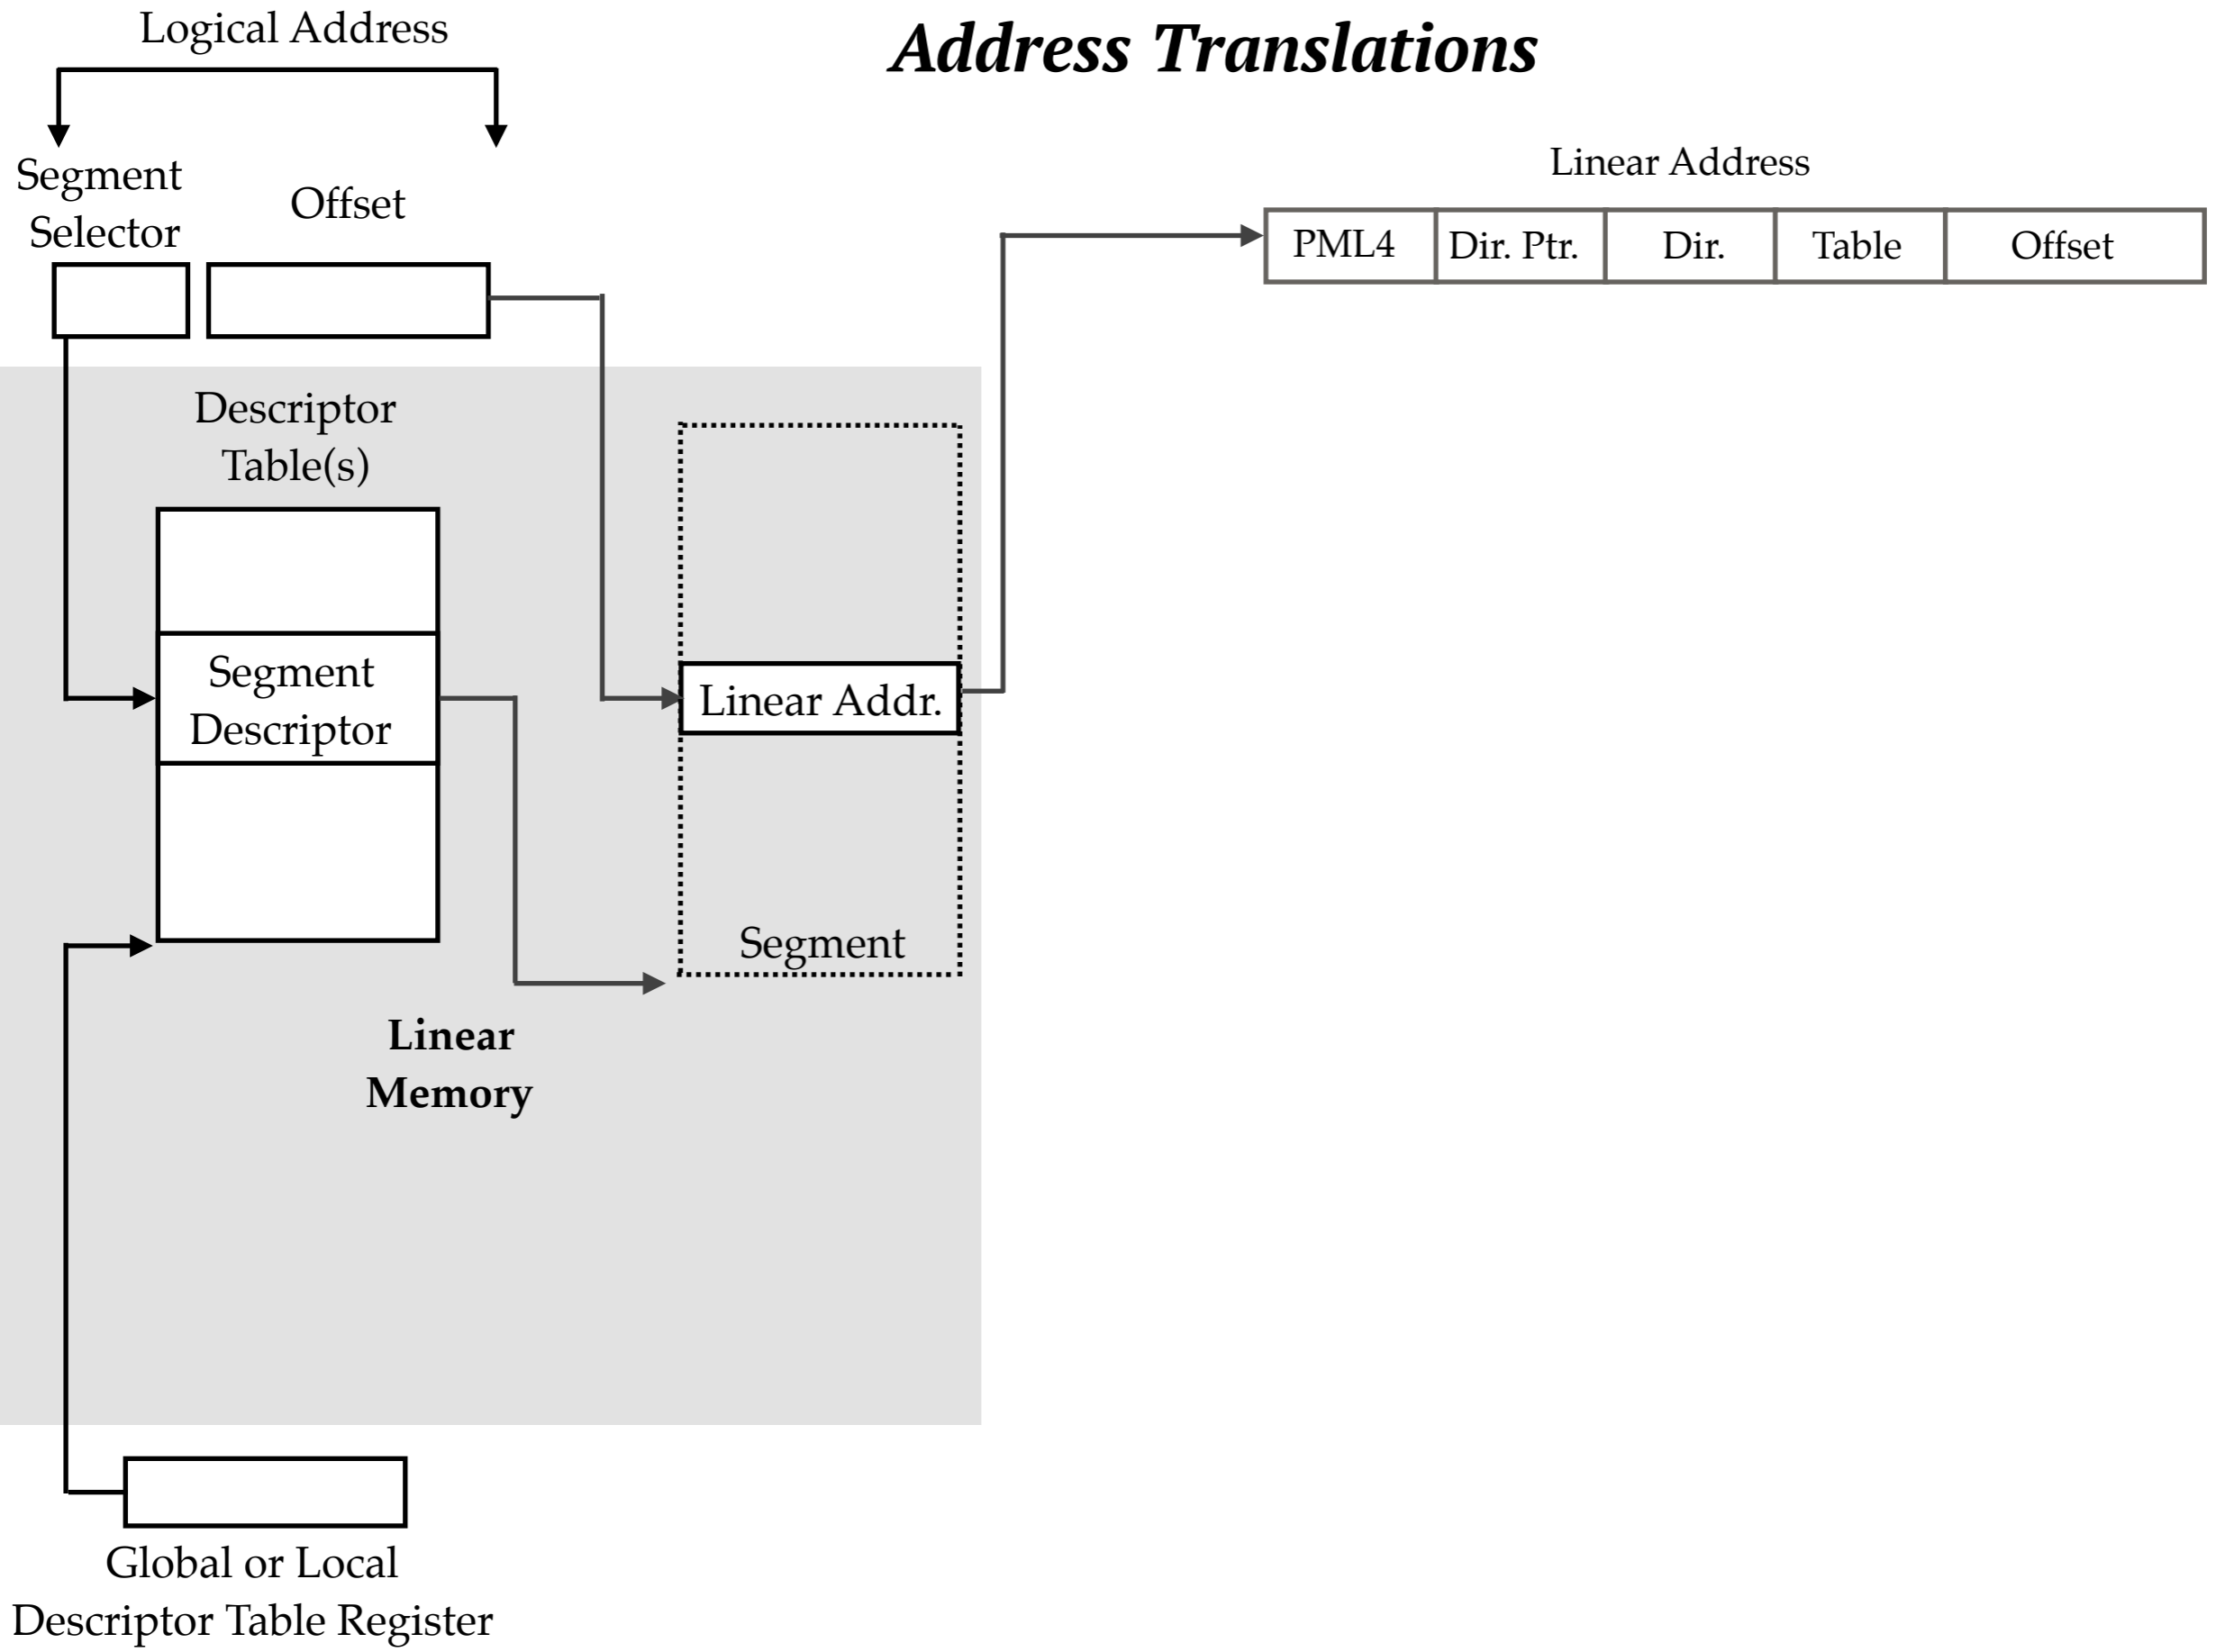 Address Translations
Logical Address
Segment
Selector
Offset
Linear Address
PML4
Dir. Ptr.
Dir.
Table
Offset
Descriptor
Table(s)
Segment
Descriptor
Linear Addr.
Segment
Linear
Memory
Global or Local
Descriptor Table Register